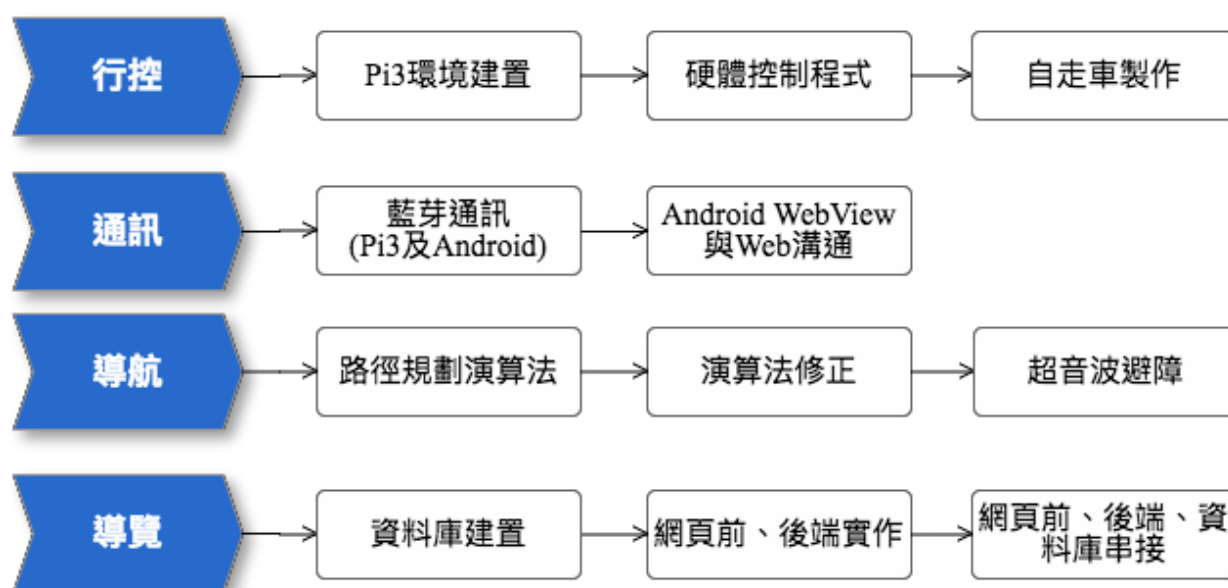 行控
Pi3環境建置
硬體控制程式
自走車製作
通訊
藍芽通訊
(Pi3及Android)
Android WebView
與Web溝通
導航
路徑規劃演算法
演算法修正
超音波避障
導覽
資料庫建置
網頁前、後端實作
網頁前、後端、資
料庫串接